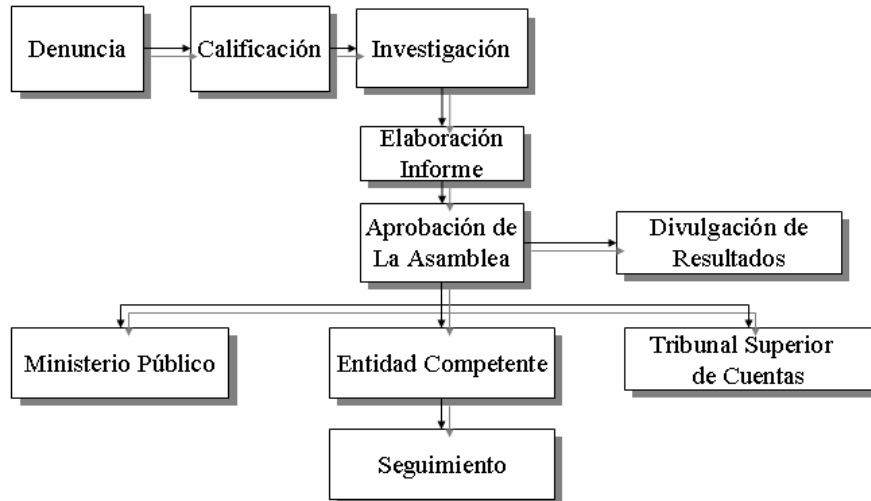 Denuncia
Calificación
Investigación
Elaboración
Informe
Aprobación de
La Asamblea
Divulgación de
Resultados
Ministerio Público
Entidad Competente
Tribunal Superior
de Cuentas
Seguimiento